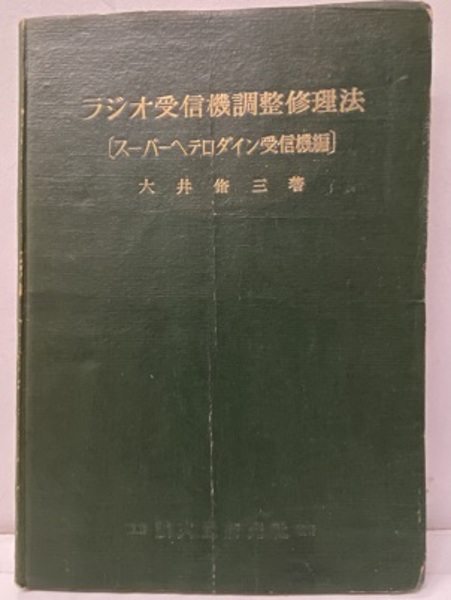 ラジオ受信機調整修理法
〔スーパーヘテロダイン受信機編〕
大井脩三著